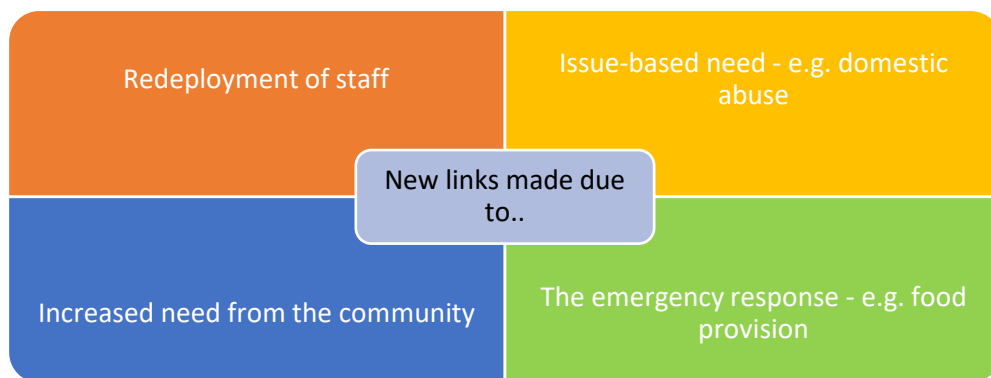 Redeployment of staff
Issue-based need - e.g. domestic
abuse
New links made due
to..
Increased need from the community
The emergency response - e.g. food
provision